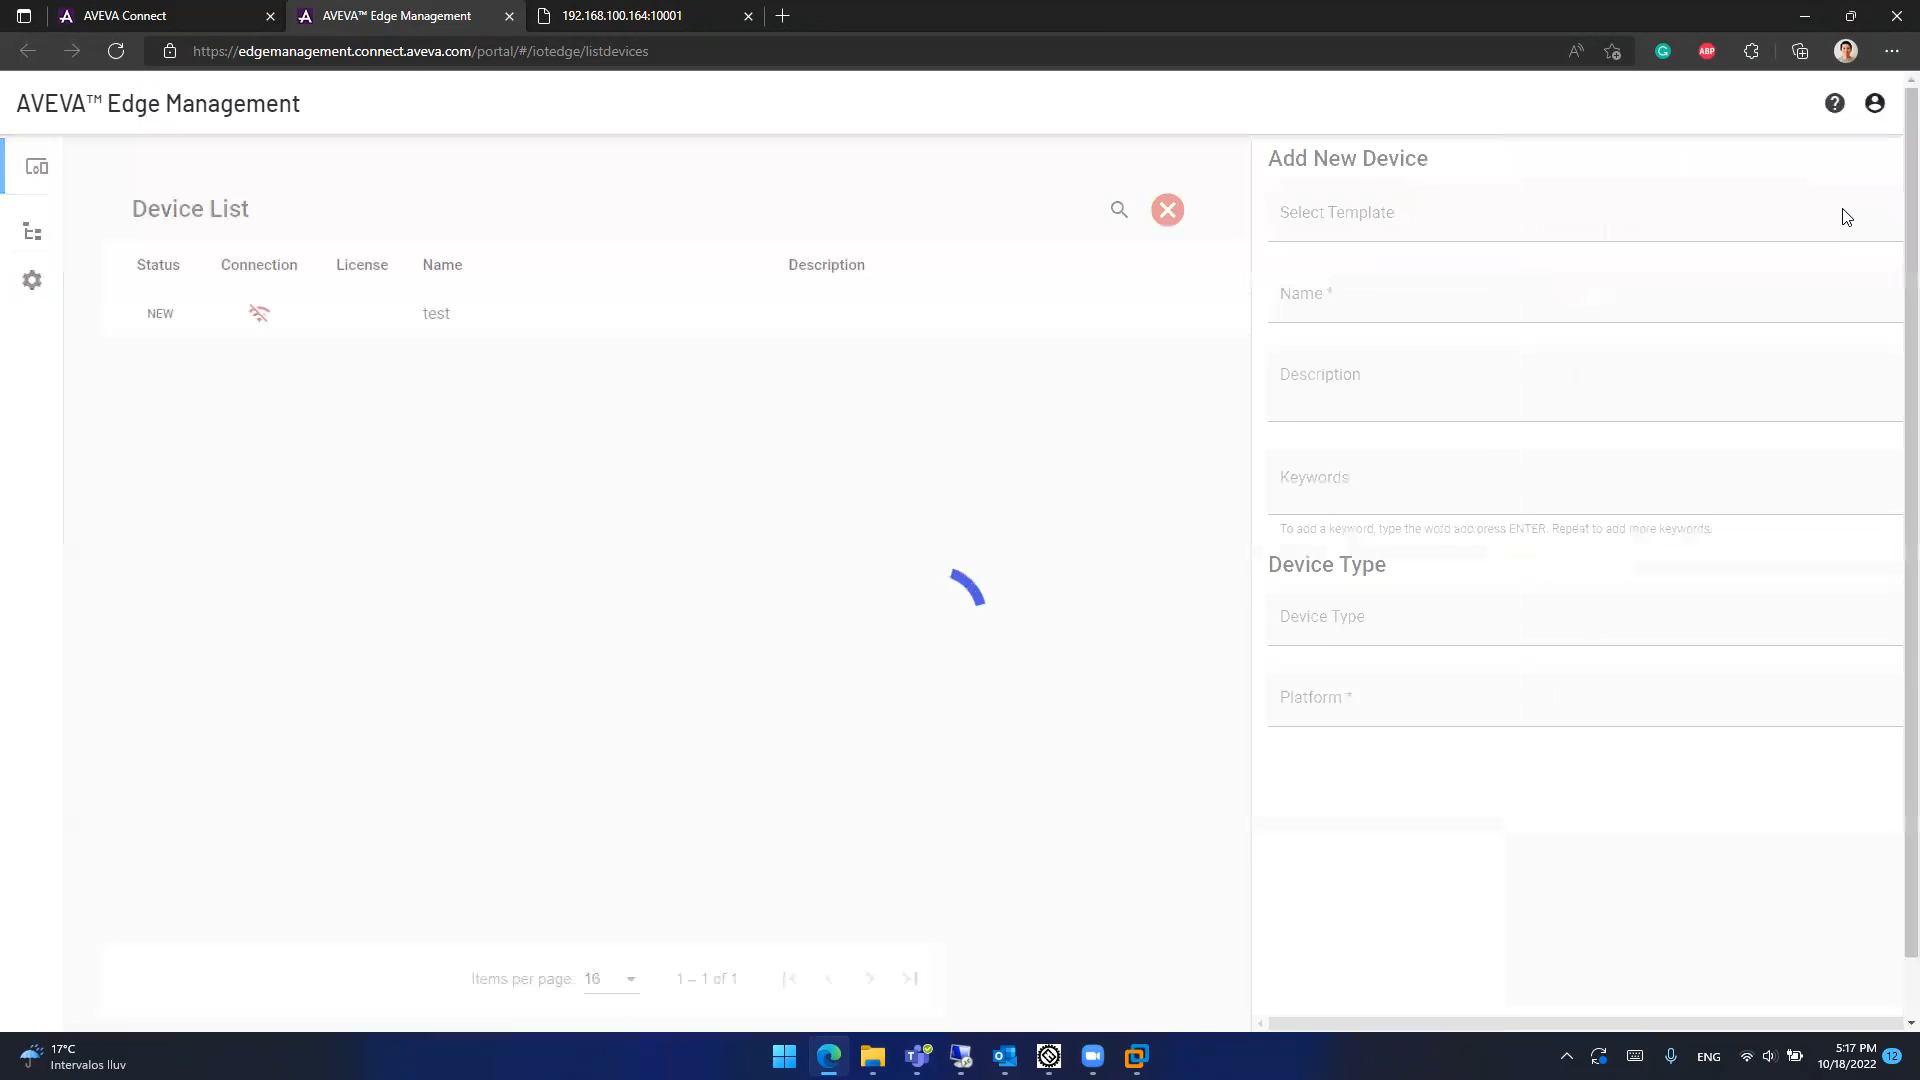 AVEVA Connect
AVEVA™ Edge Management
192.168.100.164:10001
https://edgemanagement.connect.aveva.com/portal/#/iotedge/listdevices
ABP
AVEVA™ Edge Management
Device List
Status Connection License Name Description
NEW test
Items per page: 16 1 – 1 of 1
Add New Device
Select Template
Name *
Description
Keywords
To add a keyword, type the word and press ENTER. Repeat to add more keywords.
Device Type
Device Type
Platform *
17°C
Intervalos lluv
ENG
5:17 PM
10/18/2022
12